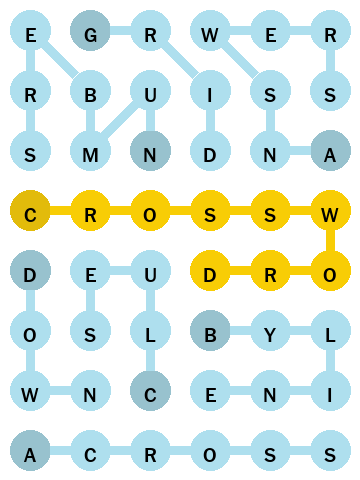 E G R W E R
R B U I S S
S M N D N A
C R O S S W
D E U D R O
O S L B Y L
W N C E N I
A C R O S S